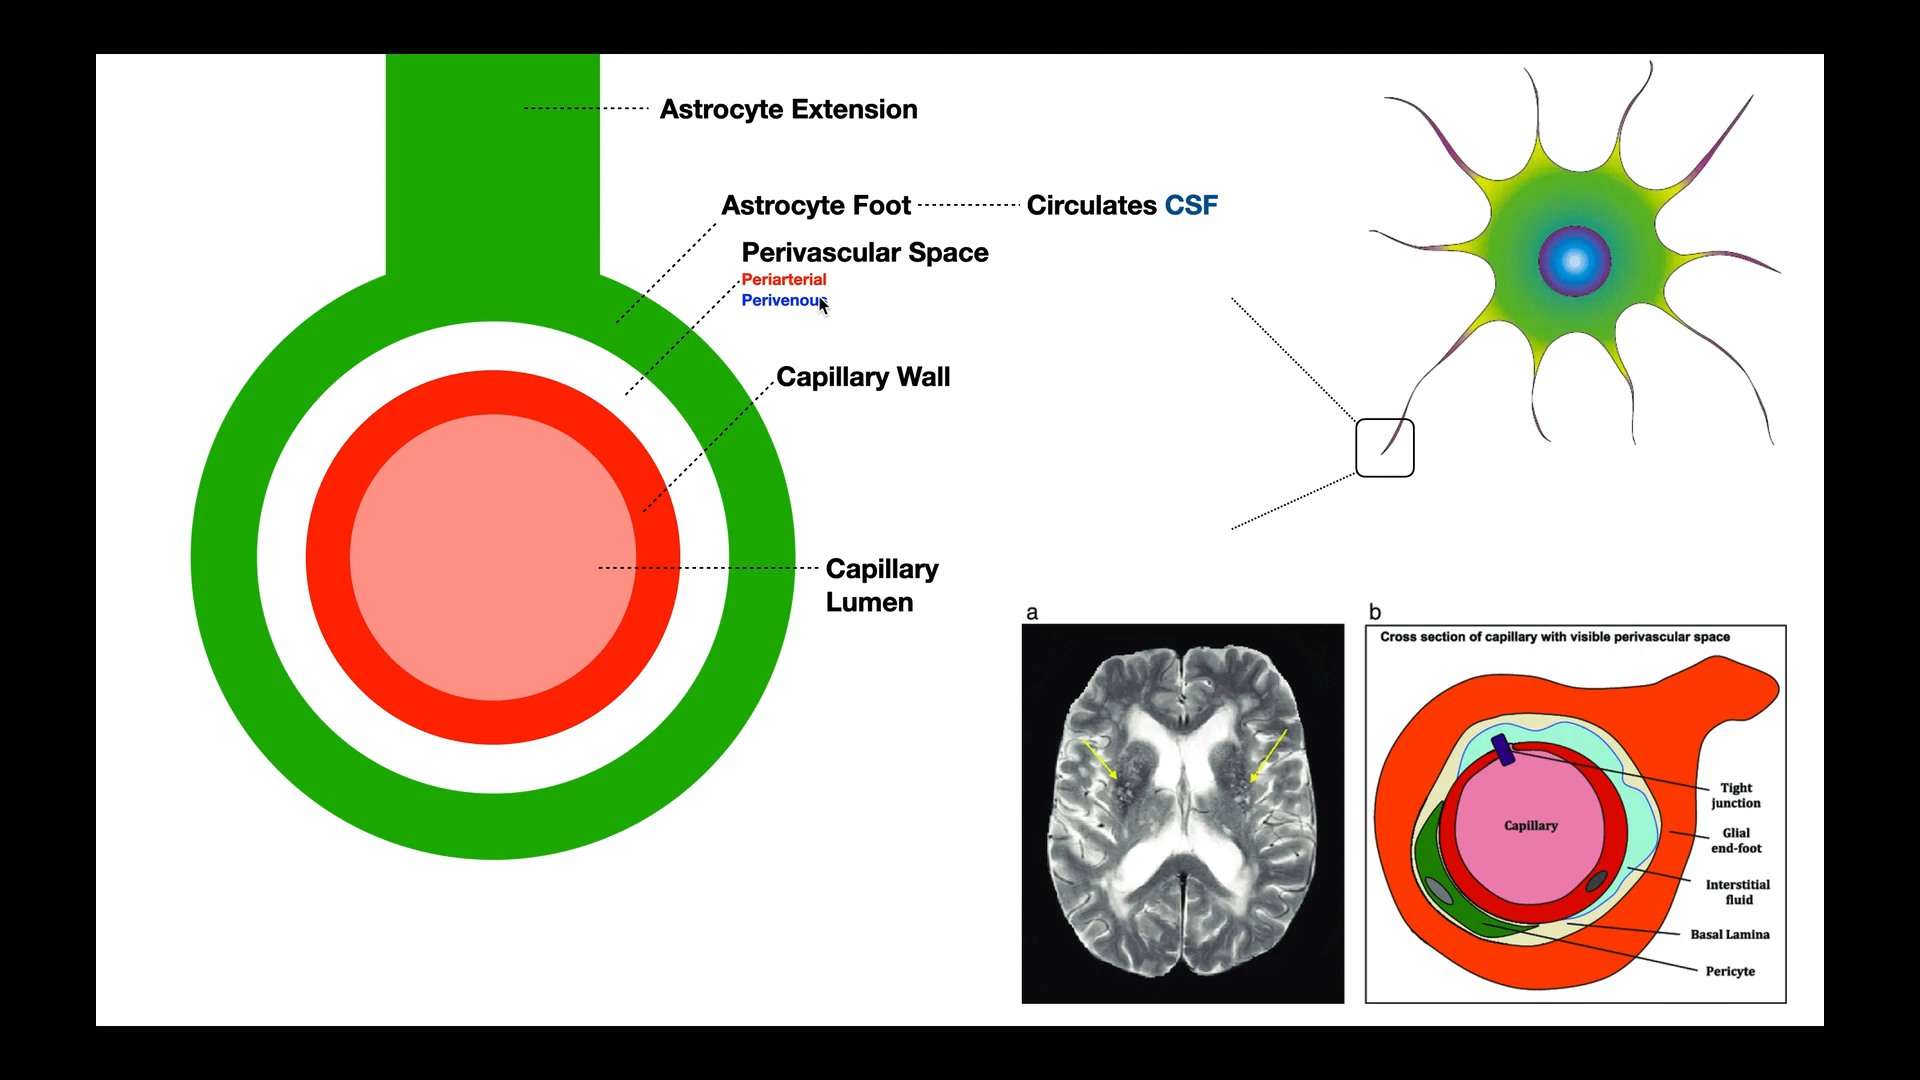 Astrocyte Extension
Astrocyte Foot
Circulates CSF
Perivascular Space
Periarterial
Perivenous
Capillary Wall
Capillary
Lumen
a
b
Cross section of capillary with visible perivascular space
Capillary
Tight
junction
Glial
end-foot
Interstitial
fluid
Basal Lamina
Pericyte